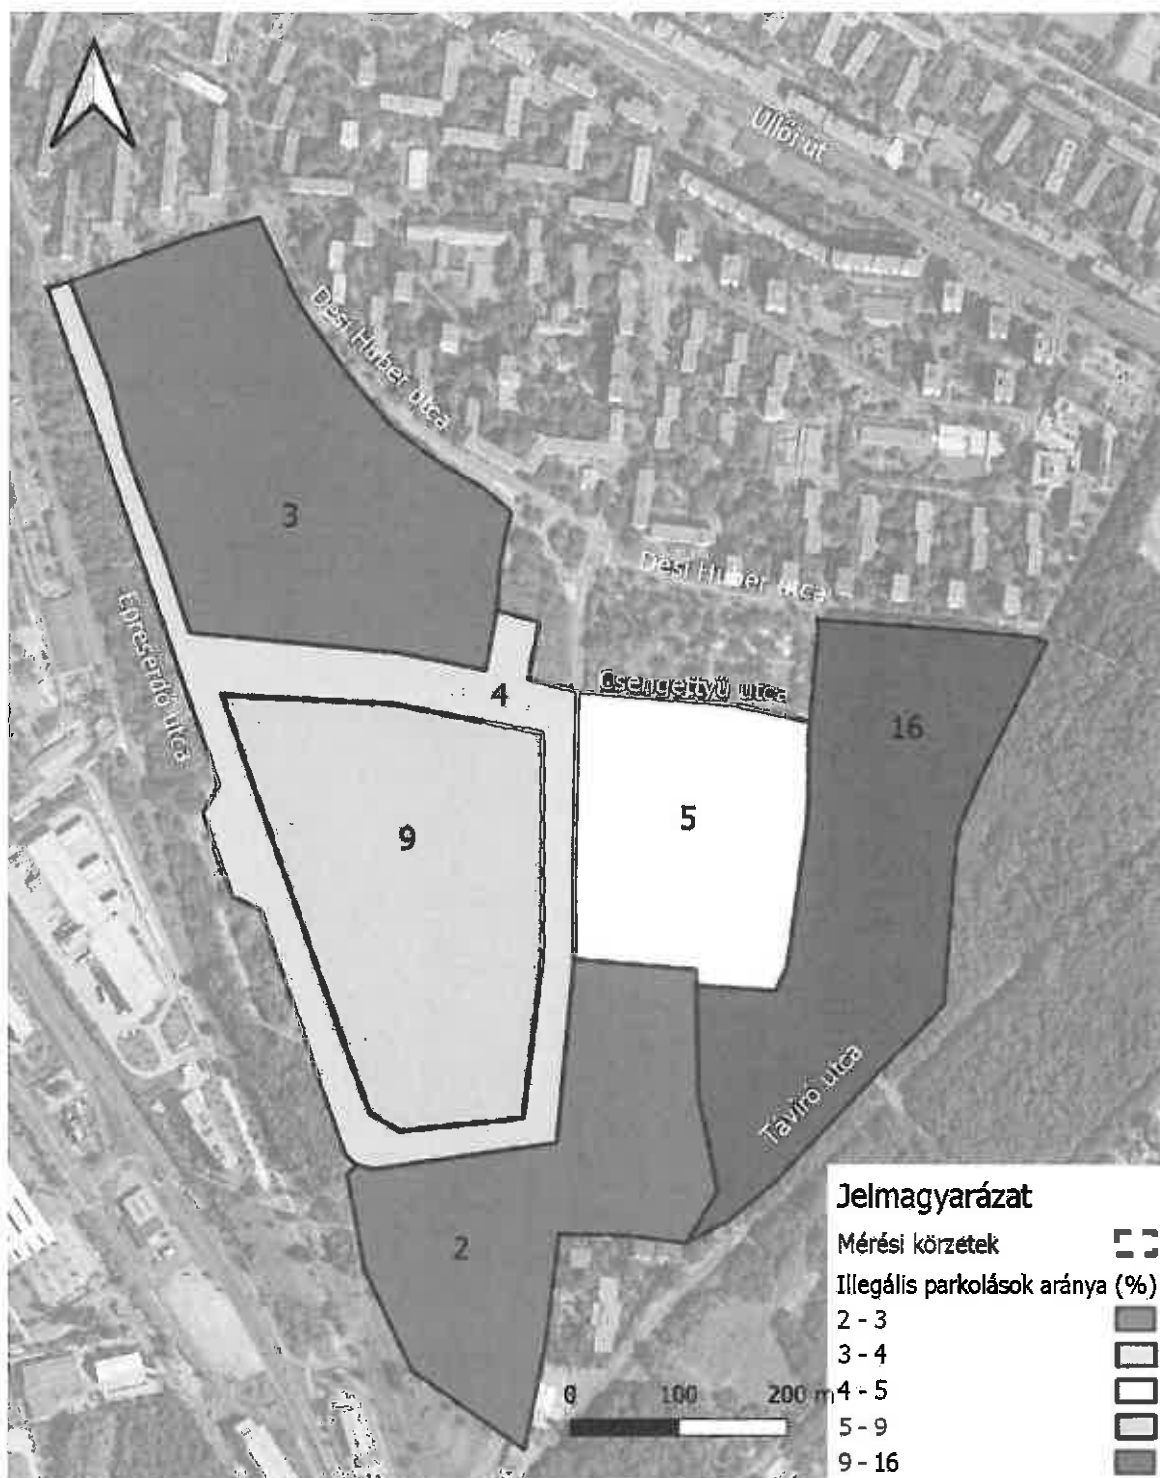 Üllői út
Dési Huber utca
3
Dési Huber utca
Epreserdő utca
4
Csengettyű utca
16
9
5
Távíró utca
2
Jelmagyarázat
Mérési körzetek
Illegális parkolások aránya (%)
2 - 3
3 - 4
4 - 5
5 - 9
9 - 16
0 100 200 m